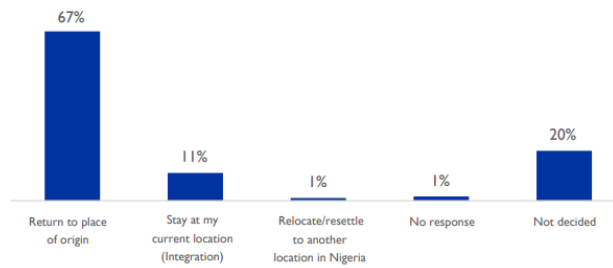 67%
11%
1%
1%
20%
Return to place
of origin
Stay at my
current location
(Integration)
Relocate/resettle
to another
location in Nigeria
No response
Not decided